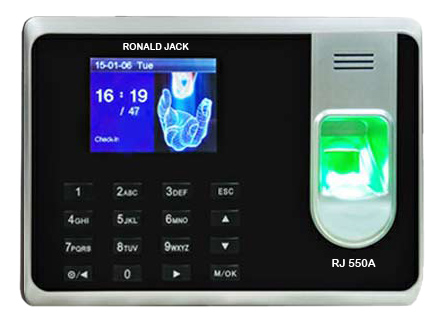 RONALD JACK
15-01-06 Tue
16 : 19
/ 47
Check-In
1 2ABC 3DEF ESC
4GHI 5JKL 6MNO ▲
7PQRS 8TUV 9WXYZ ▼
⊙/◀ 0 ▶ M/OK
RJ 550A